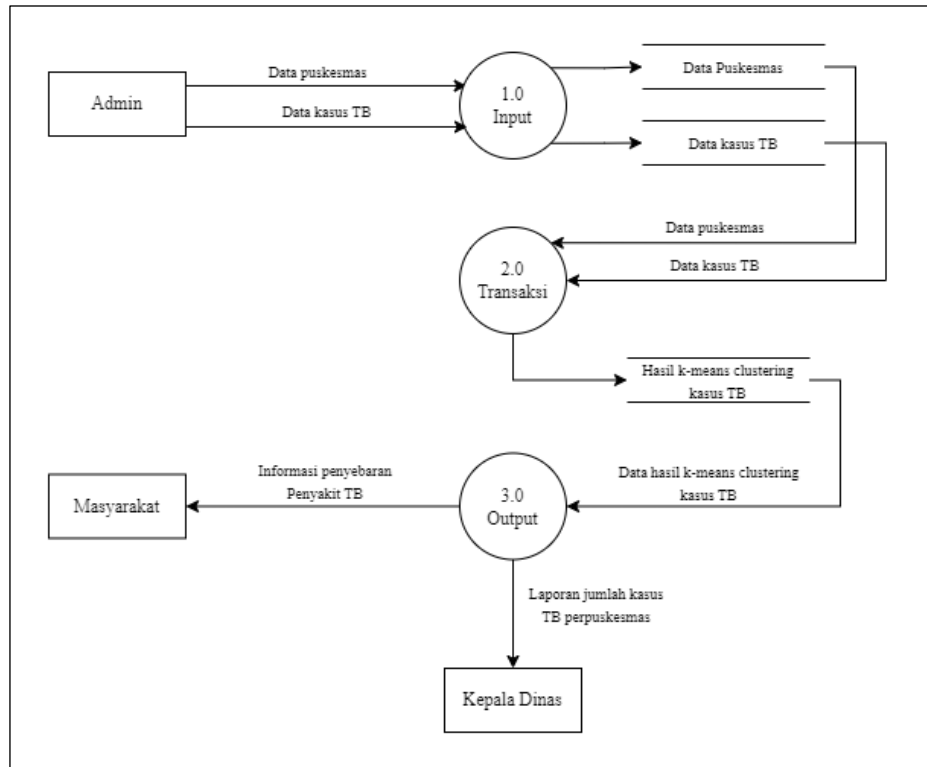 Data puskesmas
Data Puskesmas
Admin
1.0
Input
Data kasus TB
Data kasus TB
Data puskesmas
2.0
Transaksi
Data kasus TB
Hasil k-means clustering
kasus TB
Informasi penyebaran
Penyakit TB
Data hasil k-means clustering
kasus TB
Masyarakat
3.0
Output
Laporan jumlah kasus
TB perpuskesmas
Kepala Dinas